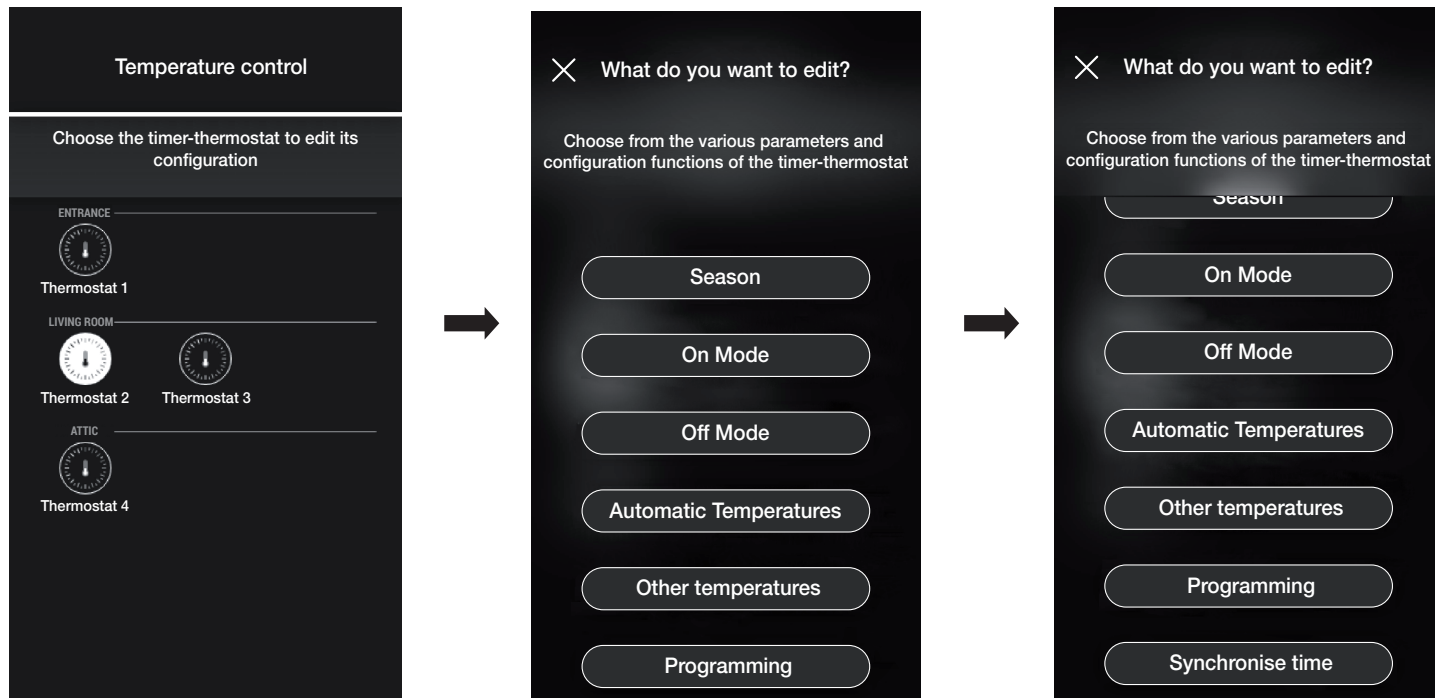 Temperature control
Choose the timer-thermostat to edit its
configuration
ENTRANCE
Thermostat 1
LIVING ROOM
Thermostat 2 Thermostat 3
ATTIC
Thermostat 4
What do you want to edit?
Choose from the various parameters and
configuration functions of the timer-thermostat
Season
On Mode
Off Mode
Automatic Temperatures
Other temperatures
Programming
What do you want to edit?
Choose from the various parameters and
configuration functions of the timer-thermostat
Season
On Mode
Off Mode
Automatic Temperatures
Other temperatures
Programming
Synchronise time